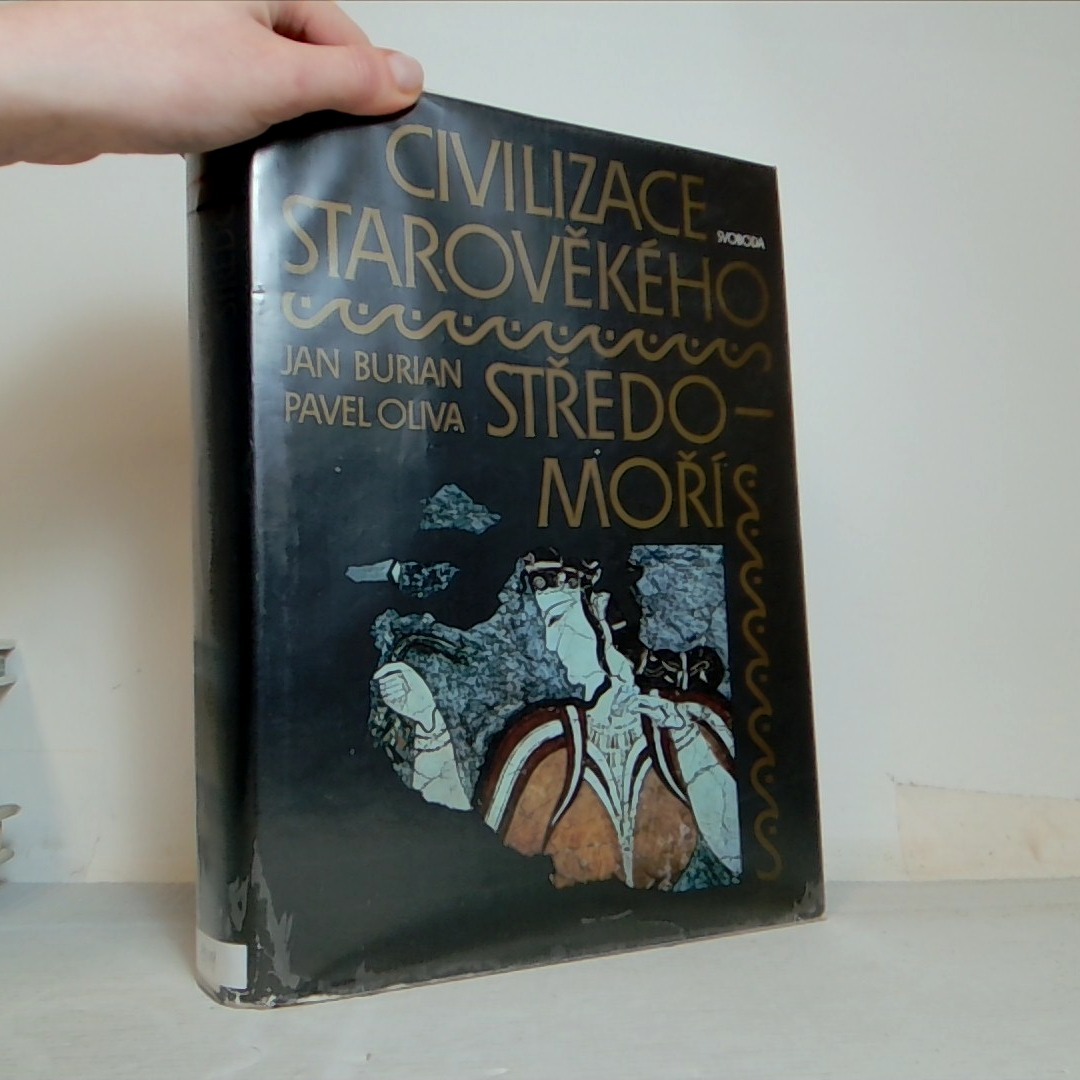 CIVILIZACE
SVOBODA
STAROVĚKÉHO
JAN BURIAN
PAVEL OLIVA
STŘEDO-
MOŘÍ